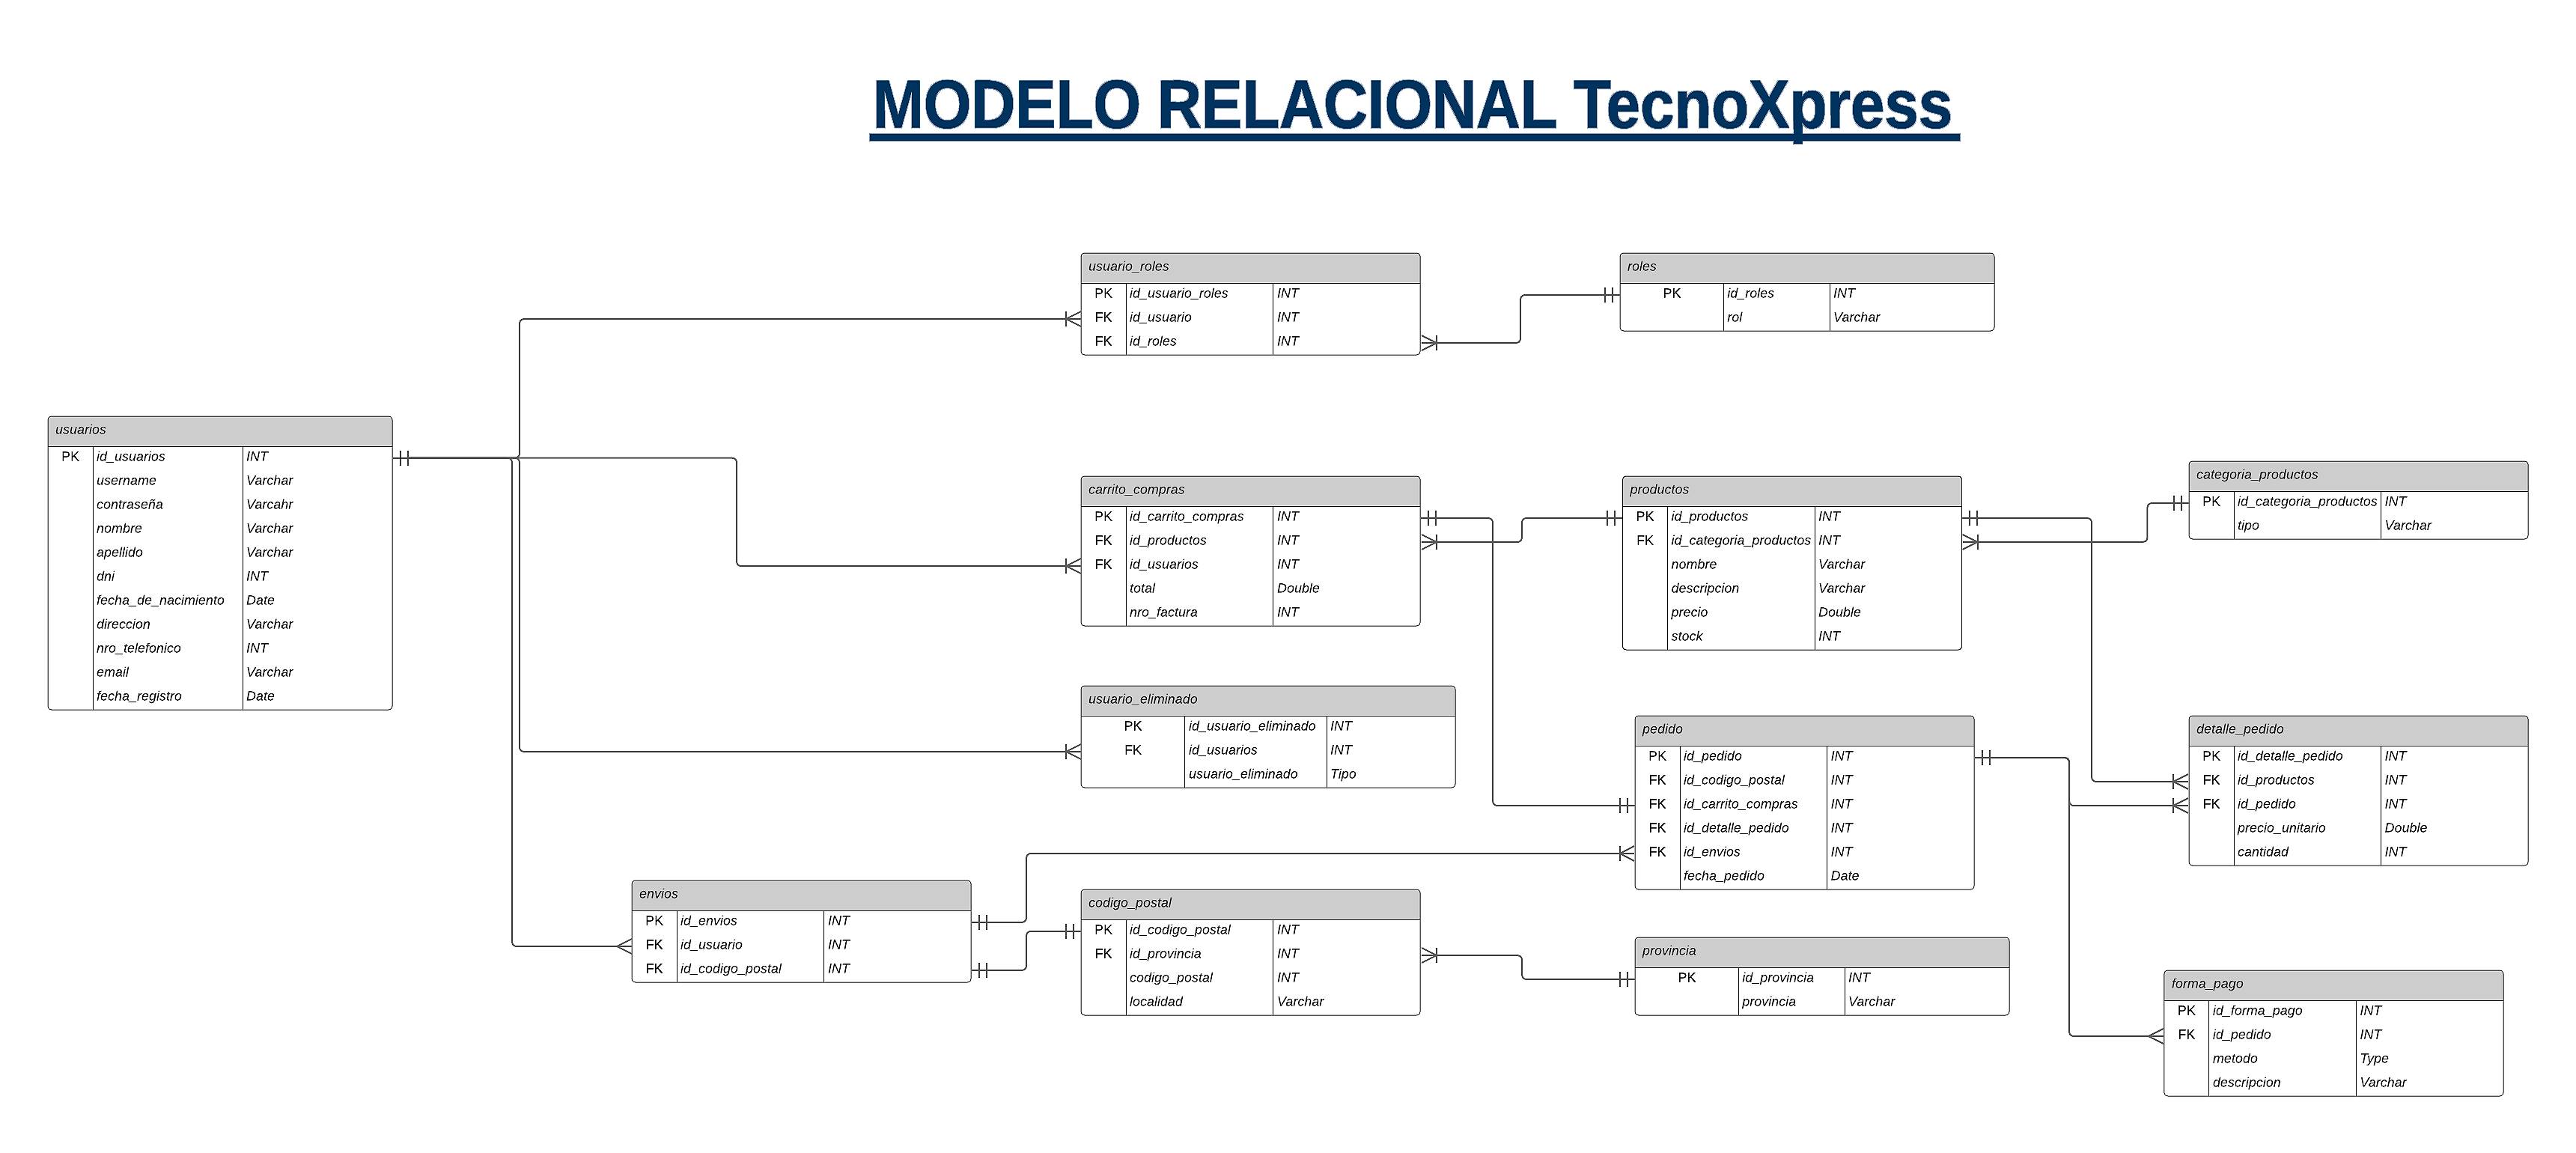 MODELO RELACIONAL TecnoXpress
usuario_roles
PK id_usuario_roles INT
FK id_usuario INT
FK id_roles INT
roles
PK id_roles INT
rol Varchar
usuarios
PK id_usuarios INT
username Varchar
contraseña Varcahr
nombre Varchar
apellido Varchar
dni INT
fecha_de_nacimiento Date
direccion Varchar
nro_telefonico INT
email Varchar
fecha_registro Date
carrito_compras
PK id_carrito_compras INT
FK id_productos INT
FK id_usuarios INT
total Double
nro_factura INT
productos
PK id_productos INT
FK id_categoria_productos INT
nombre Varchar
descripcion Varchar
precio Double
stock INT
categoria_productos
PK id_categoria_productos INT
tipo Varchar
usuario_eliminado
PK id_usuario_eliminado INT
FK id_usuarios INT
usuario_eliminado Tipo
pedido
PK id_pedido INT
FK id_codigo_postal INT
FK id_carrito_compras INT
FK id_detalle_pedido INT
FK id_envios INT
fecha_pedido Date
detalle_pedido
PK id_detalle_pedido INT
FK id_productos INT
FK id_pedido INT
precio_unitario Double
cantidad INT
envios
PK id_envios INT
FK id_usuario INT
FK id_codigo_postal INT
codigo_postal
PK id_codigo_postal INT
FK id_provincia INT
codigo_postal INT
localidad Varchar
provincia
PK id_provincia INT
provincia Varchar
forma_pago
PK id_forma_pago INT
FK id_pedido INT
metodo Type
descripcion Varchar